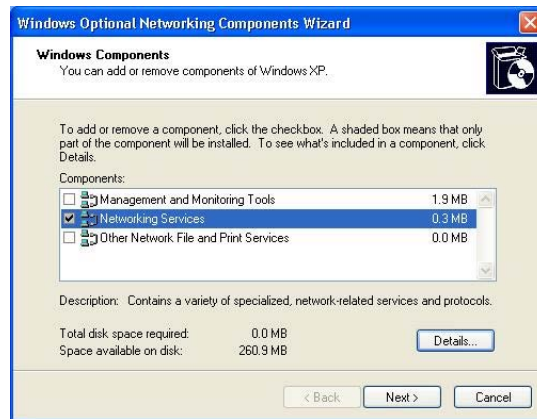 Windows Optional Networking Components Wizard
Windows Components
You can add or remove components of Windows XP.
To add or remove a component, click the checkbox. A shaded box means that only
part of the component will be installed. To see what's included in a component, click
Details.
Components:
Management and Monitoring Tools 1.9 MB
Networking Services 0.3 MB
Other Network File and Print Services 0.0 MB
Description: Contains a variety of specialized, network-related services and protocols.
Total disk space required: 0.0 MB
Space available on disk: 260.9 MB
Details...
< Back
Next >
Cancel